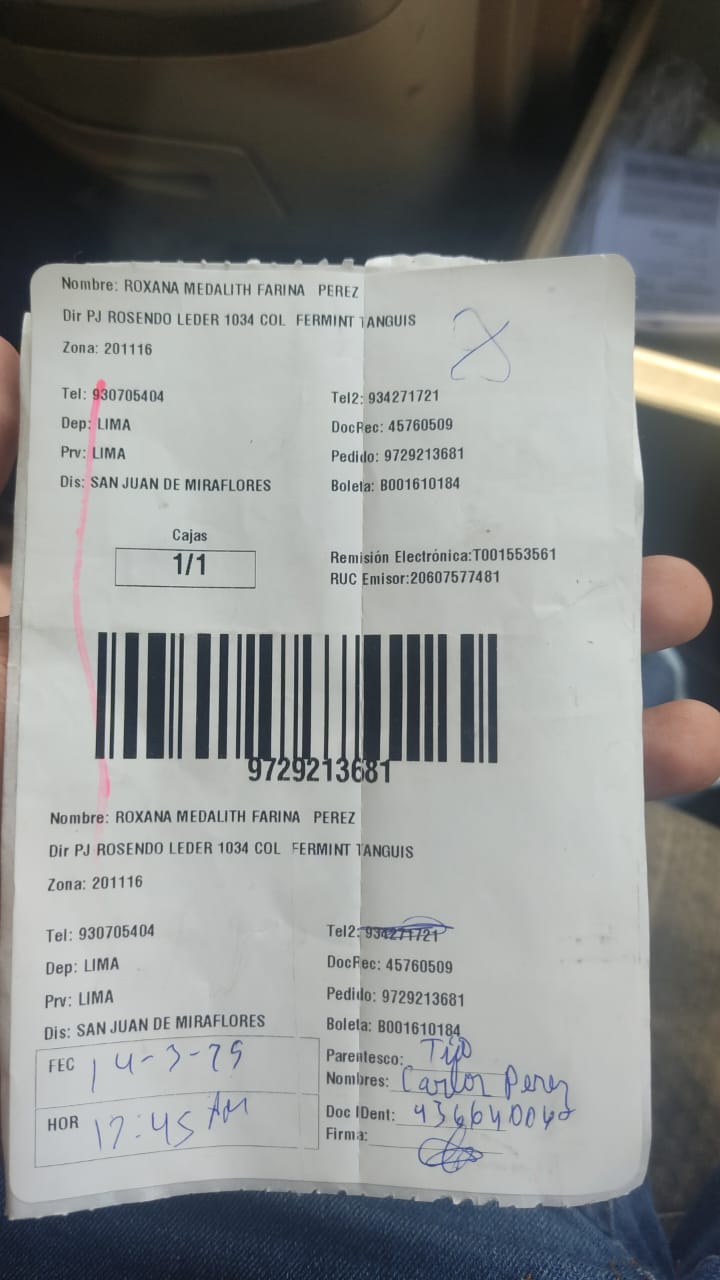 Nombre: ROXANA MEDALITH FARINA PEREZ
Dir PJ ROSENDO LEDER 1034 COL FERMINT TANGUIS
Zona: 201116
Tel: 930705404 Tel2: 934271721
Dep: LIMA DocRec: 45760509
Prv: LIMA Pedido: 9729213681
Dis: SAN JUAN DE MIRAFLORES Boleta: B001610184
Cajas
1/1
Remisión Electrónica:T001553561
RUC Emisor:20607577481
9729213681
Nombre: ROXANA MEDALITH FARINA PEREZ
Dir PJ ROSENDO LEDER 1034 COL FERMINT TANGUIS
Zona: 201116
Tel: 930705404 Tel2: 934271721
Dep: LIMA DocRec: 45760509
Prv: LIMA Pedido: 9729213681
Dis: SAN JUAN DE MIRAFLORES Boleta: B001610184
FEC 14-3-25
HOR 12:45 AM
Parentesco: Tio
Nombres: Carlos Perez
Doc IDent:
Firma: